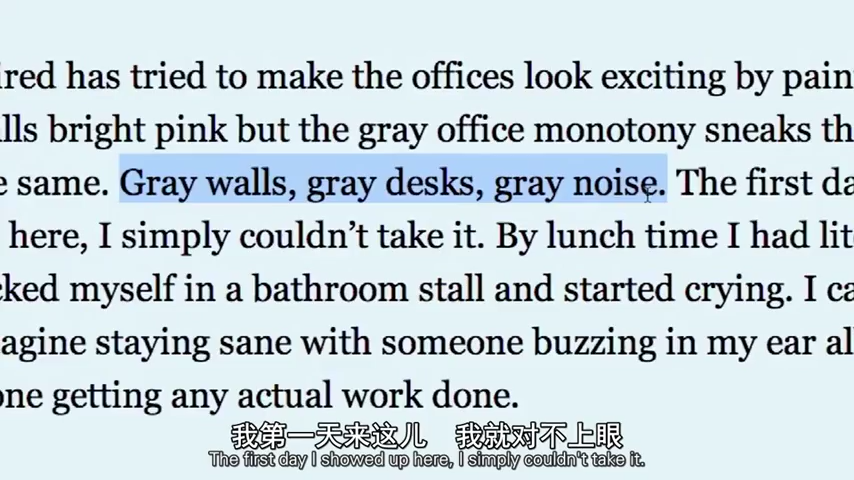 ired has tried to make the offices look exciting by pain
lls bright pink but the gray office monotony sneaks th
e same. Gray walls, gray desks, gray noise. The first da
here, I simply couldn’t take it. By lunch time I had lite
cked myself in a bathroom stall and started crying. I ca
agine staying sane with someone buzzing in my ear al
one getting any actual work done.
我第一天来这儿 我就对不上眼
The first day I showed up here, I simply couldn't take it.